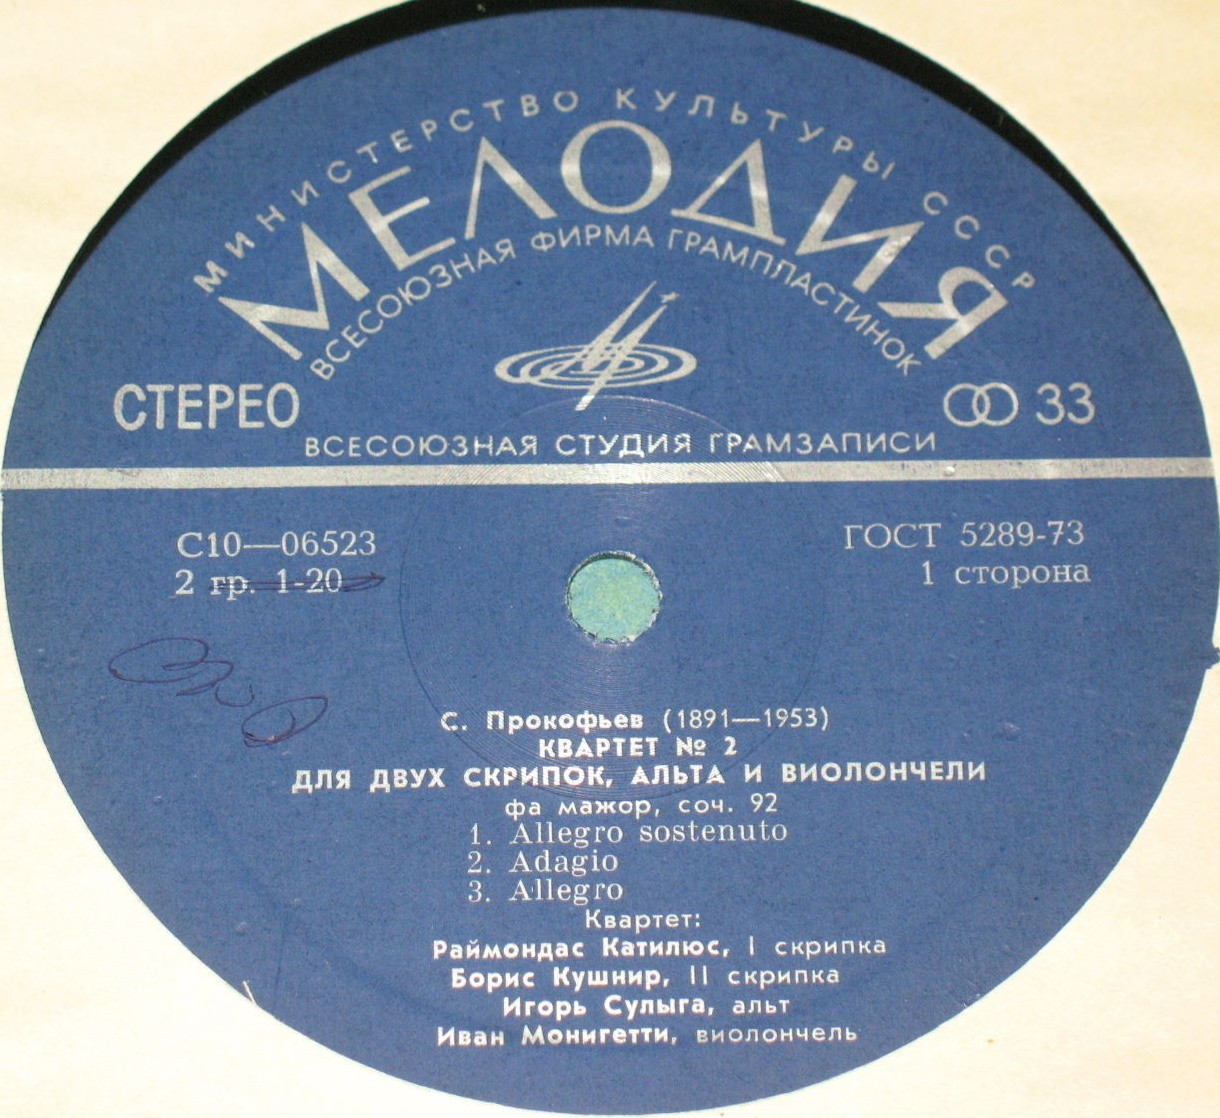 МИНИСТЕРСТВО КУЛЬТУРЫ СССР
МЕЛОДИЯ
ВСЕСОЮЗНАЯ ФИРМА ГРАМПЛАСТИНОК
СТЕРЕО
33
ВСЕСОЮЗНАЯ СТУДИЯ ГРАМЗАПИСИ
С10—06523
ГОСТ 5289-73
2 гр. 1-20
1 сторона
С. Прокофьев (1891—1953)
КВАРТЕТ № 2
ДЛЯ ДВУХ СКРИПОК, АЛЬТА И ВИОЛОНЧЕЛИ
фа мажор, соч. 92
1. Allegro sostenuto
2. Adagio
3. Allegro
Квартет:
Раймондас Катилюс, I скрипка
Борис Кушнир, II скрипка
Игорь Сулыга, альт
Иван Монигетти, виолончель